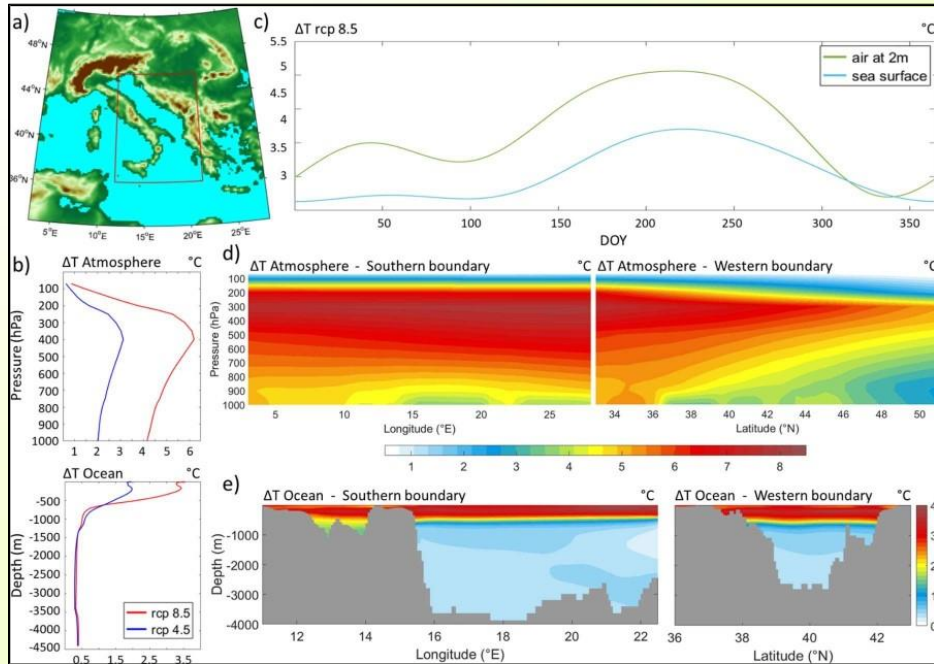 a)
48°N
44°N
40°N
36°N
5°E 10°E 15°E 20°E 25°E
c) ΔT rcp 8.5 °C
5.5
5
4.5
4
3.5
3
air at 2m
sea surface
50 100 150 200 250 300 350
DOY
b) ΔT Atmosphere °C
Pressure (hPa)
100
200
300
400
500
600
700
800
900
1000
1 2 3 4 5 6
d) ΔT Atmosphere - Southern boundary °C
ΔT Atmosphere - Western boundary °C
Pressure (hPa)
100
200
300
400
500
600
700
800
900
1000
5 10 15 20 25
Longitude (°E)
34 36 38 40 42 44 46 48 50
Latitude (°N)
1 2 3 4 5 6 7 8
ΔT Ocean °C
Depth (m)
0
-500
-1000
-1500
-2000
-2500
-3000
-3500
-4000
-4500
rcp 8.5
rcp 4.5
0.5 1.5 2.5 3.5
e) ΔT Ocean - Southern boundary °C
Depth (m)
-1000
-2000
-3000
-4000
12 14 16 18 20 22
Longitude (°E)
ΔT Ocean - Western boundary °C
36 38 40 42
Latitude (°N)
4
3
2
1
0